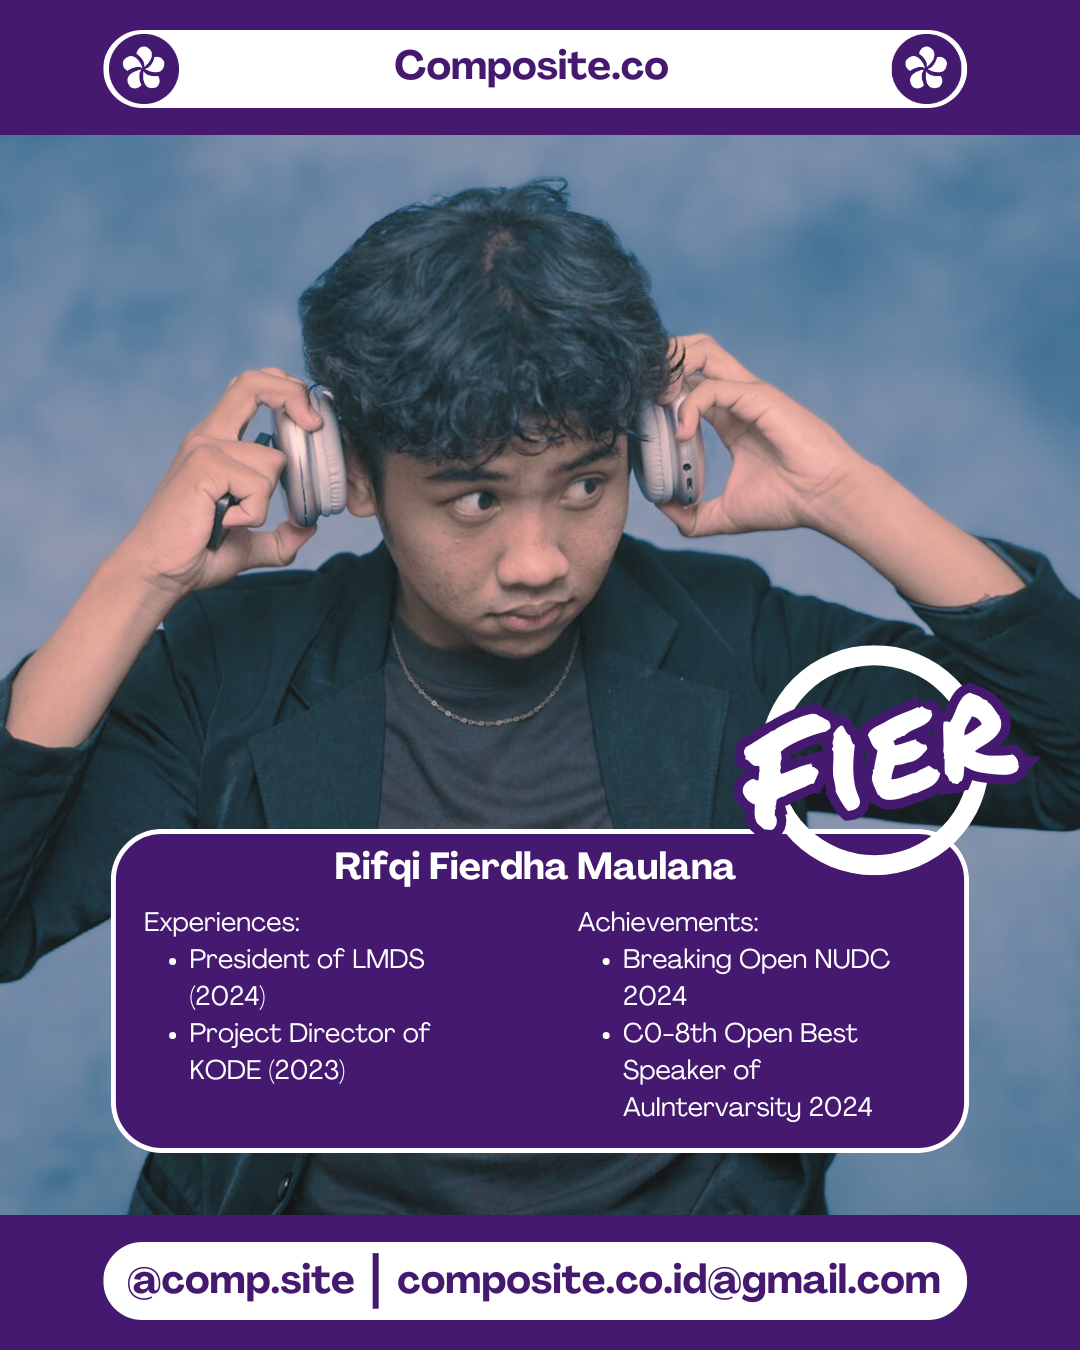 Composite.co
FIER
Rifqi Fierdha Maulana
Experiences:
• President of LMDS
(2024)
• Project Director of
KODE (2023)
Achievements:
• Breaking Open NUDC
2024
• C0-8th Open Best
Speaker of
AuIntervarsity 2024
@comp.site | composite.co.id@gmail.com